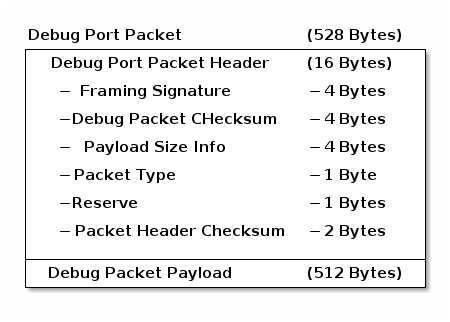 Debug Port Packet (528 Bytes)
Debug Port Packet Header (16 Bytes)
– Framing Signature – 4 Bytes
–Debug Packet CHecksum – 4 Bytes
– Payload Size Info – 4 Bytes
– Packet Type – 1 Byte
–Reserve – 1 Bytes
– Packet Header Checksum – 2 Bytes
Debug Packet Payload (512 Bytes)